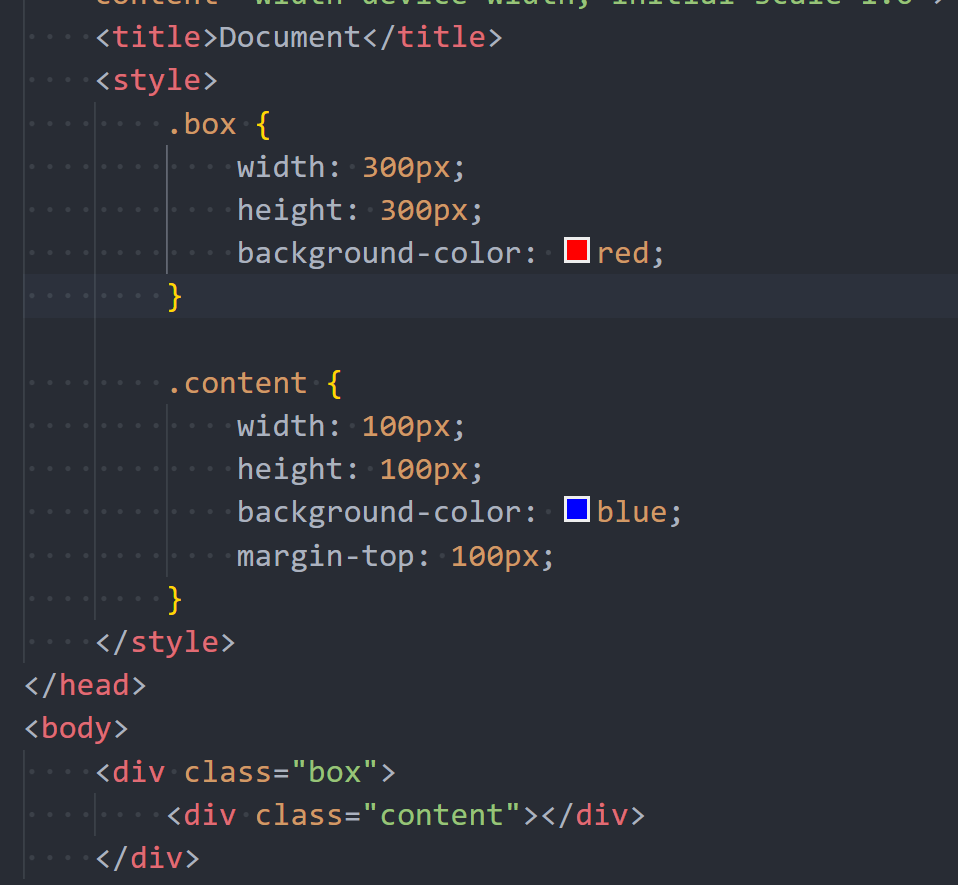 <title>Document</title>
    <style>
        .box {
            width: 300px;
            height: 300px;
            background-color: red;
        }

        .content {
            width: 100px;
            height: 100px;
            background-color: blue;
            margin-top: 100px;
        }
    </style>
</head>
<body>
    <div class="box">
        <div class="content"></div>
    </div>